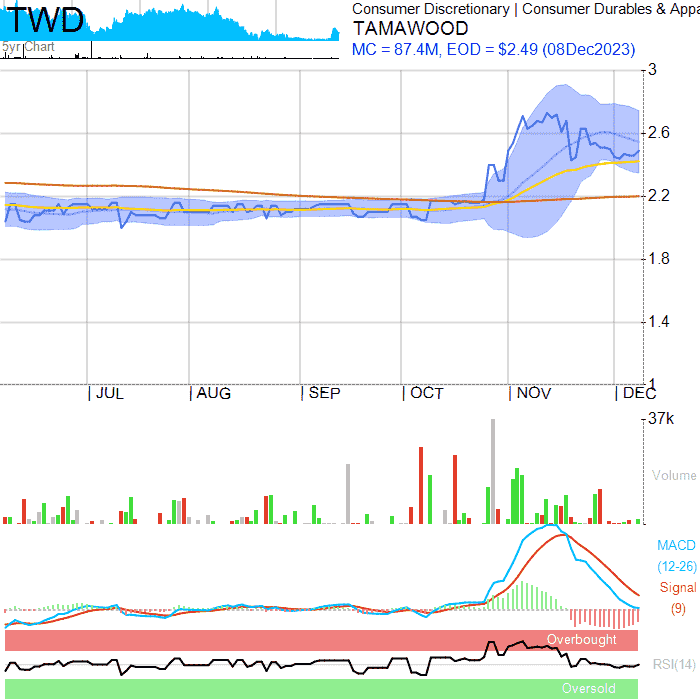 TWD
5yr Chart
Consumer Discretionary | Consumer Durables & Appa
TAMAWOOD
MC = 87.4M, EOD = $2.49 (08Dec2023)
3
2.6
2.2
1.8
1.4
1
| JUL | AUG | SEP | OCT | NOV | DEC
37k
Volume
MACD
(12-26)
Signal
(9)
Overbought
RSI(14)
Oversold